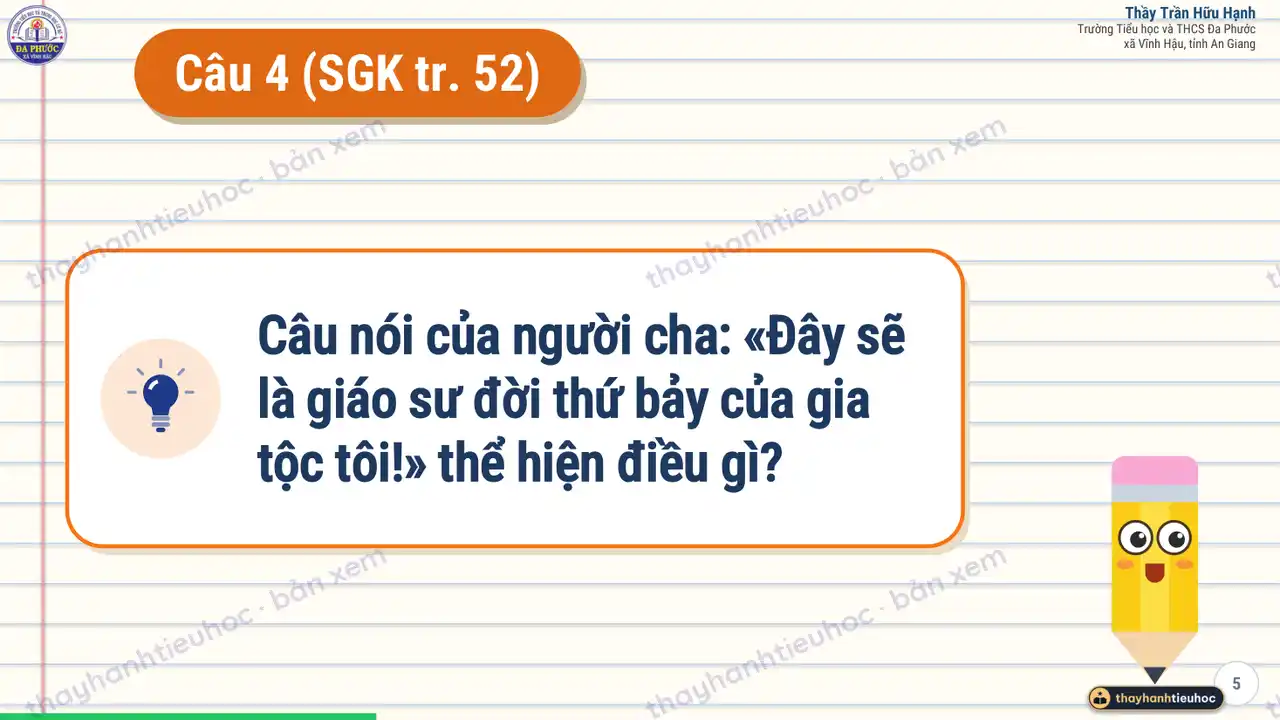 Thầy Trần Hữu Hạnh
Trường Tiểu học và THCS Đa Phước
xã Vĩnh Hậu, tỉnh An Giang
ĐA PHƯỚC
XÃ VĨNH HẬU
Câu 4 (SGK tr. 52)
thayhanhtieuhoc · bản xem
thayhanhtieuhoc · bản xem
Câu nói của người cha: «Đây sẽ
là giáo sư đời thứ bảy của gia
tộc tôi!» thể hiện điều gì?
thayhanhtieuhoc · bản xem
thayhanhtieuhoc · bản xem
thayhanhtieuhoc
5